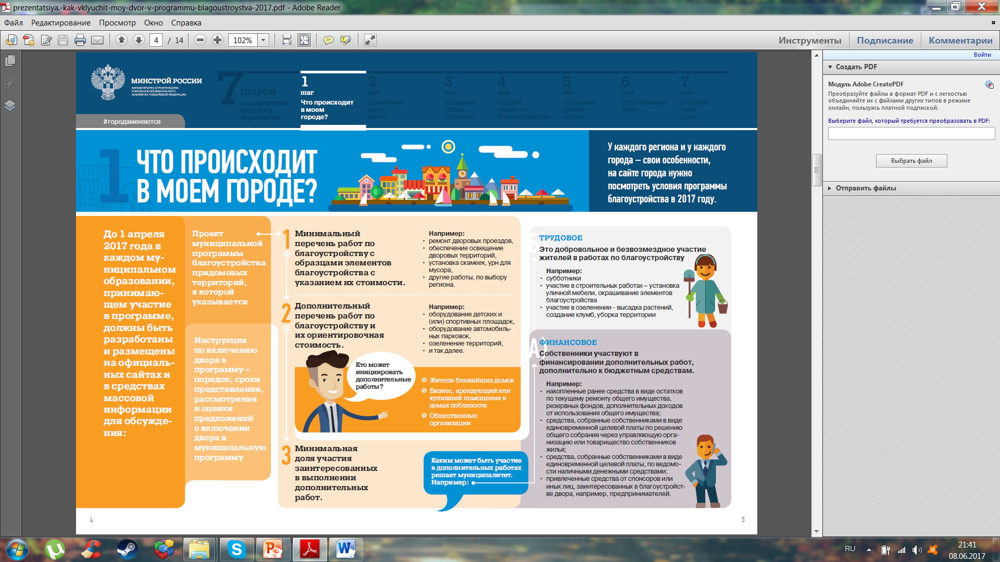 prezentatsiya.-kak-vklyuchit-moy-dvor-v-programmu-blagoustroystva-2017.pdf - Adobe Reader
Файл Редактирование Просмотр Окно Справка
4 / 14 102% Инструменты Подписание Комментарии
Войти
Создать PDF
Модуль Adobe CreatePDF
Преобразуйте файлы в формат PDF и с легкостью
объединяйте их с файлами других типов в режиме
онлайн, пользуясь платной подпиской.
Выберите файл, который требуется преобразовать в PDF:
Выбрать файл
Отправить файлы
МИНСТРОЙ РОССИИ
МИНИСТЕРСТВО СТРОИТЕЛЬСТВА
И ЖИЛИЩНО-КОММУНАЛЬНОГО
ХОЗЯЙСТВА РОССИЙСКОЙ ФЕДЕРАЦИИ
#городаменяются
7 шагов
к комфортной
дворовой
территории
1
шаг
Что происходит
в моем
городе?
2
шаг
Планируем
двор
мечты
3
шаг
Проводим
общее
собрание
4
шаг
Подаем
заявку на
благоустройство
5
шаг
Согласуем
дизайн-
проект
6
шаг
Обустраиваем
двор
7
шаг
Бережем
свой
двор
1
ЧТО ПРОИСХОДИТ
В МОЕМ ГОРОДЕ?
У каждого региона и у каждого
города – свои особенности,
на сайте города нужно
посмотреть условия программы
благоустройства в 2017 году.
До 1 апреля
2017 года в
каждом му-
ниципальном
образовании,
принимаю-
щем участие
в программе,
должны быть
разработаны
и размещены
на официаль-
ных сайтах и
в средствах
массовой
информации
для обсужде-
ния:
Проект
муниципальной
программы
благоустройства
придомовых
территорий,
в которой
указывается
Инструкция
по включению
двора в
программу –
порядок, сроки
представления,
рассмотрения
и оценки
предложений
о включении
двора в
муниципальную
программу
1
Минимальный
перечень работ по
благоустройству с
образцами элементов
благоустройства с
указанием их стоимости.
Например:
• ремонт дворовых проездов,
• обеспечение освещение
дворовых территорий,
• установка скамеек, урн для
мусора,
• другие работы, по выбору
региона.
2
Дополнительный
перечень работ по
благоустройству и
их ориентировочная
стоимость.
Например:
• оборудование детских и
(или) спортивных площадок,
• оборудование автомобиль-
ных парковок,
• озеленение территорий,
• и так далее.
Кто может
инициировать
дополнительные
работы?
Жители ближайших домов
Бизнес, арендующий или
купивший помещения в
домах поблизости
Общественные
организации
3
Минимальная
доля участия
заинтересованных
в выполнении
дополнительных
работ.
Каким может быть участие
в дополнительных работах
решает муниципалитет.
Например:
Б)
ТРУДОВОЕ
Это добровольное и безвозмездное участие
жителей в работах по благоустройству
Например:
• субботники
• участие в строительных работах – установка
уличной мебели, окрашивание элементов
благоустройства
• участие в озеленении - высадка растений,
создание клумб, уборка территории
А)
ФИНАНСОВОЕ
Собственники участвуют в
финансировании дополнительных работ,
дополнительно к бюджетным средствам.
Например:
• накопленные ранее средства в виде остатков
по текущему ремонту общего имущества,
резервных фондов, дополнительных доходов
от использования общего имущества;
• средства, собранные собственниками в виде
единовременной целевой платы по решению
общего собрания через управляющую орга-
низацию или товарищество собственников
жилья;
• средства, собранные собственниками в виде
единовременной целевой платы, по ведомо-
сти наличными денежными средствами;
• привлеченные средства от спонсоров или
иных лиц, заинтересованных в благоустройст-
ве двора, например, предпринимателей.
4
5
RU
21:41
08.06.2017